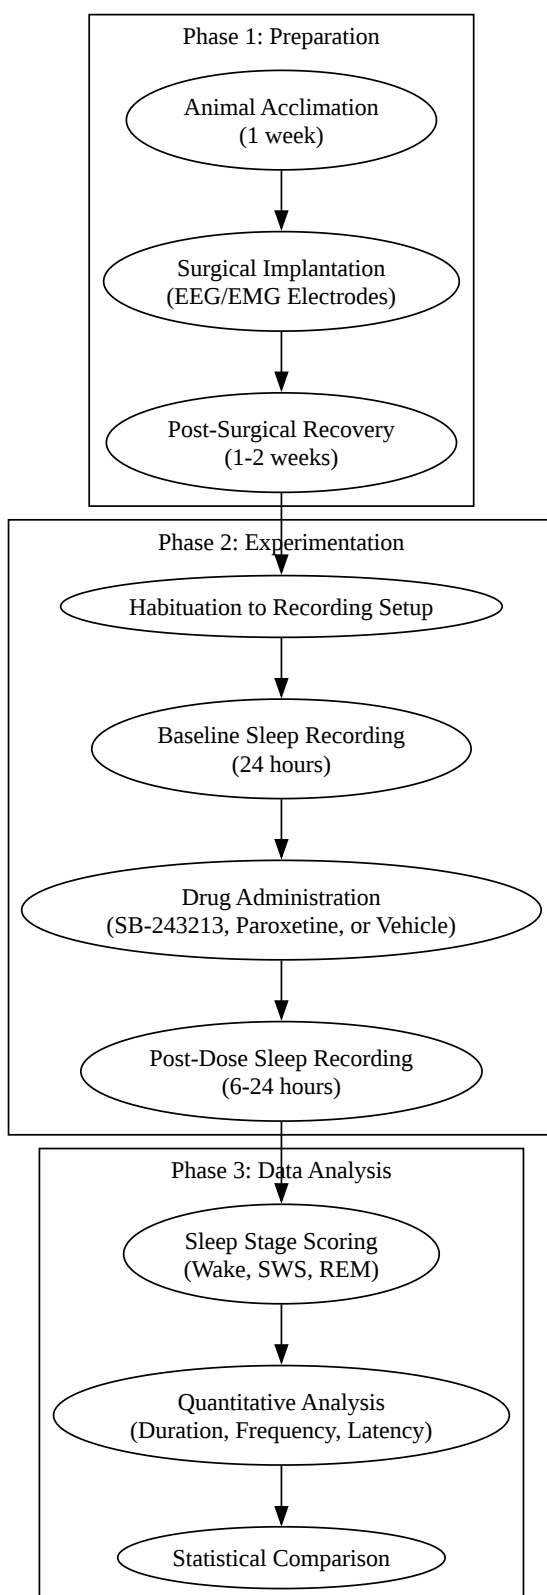 Phase 1: Preparation
Animal Acclimation
(1 week)
Surgical Implantation
(EEG/EMG Electrodes)
Post-Surgical Recovery
(1-2 weeks)
Phase 2: Experimentation
Habituation to Recording Setup
Baseline Sleep Recording
(24 hours)
Drug Administration
(SB-243213, Paroxetine, or Vehicle)
Post-Dose Sleep Recording
(6-24 hours)
Phase 3: Data Analysis
Sleep Stage Scoring
(Wake, SWS, REM)
Quantitative Analysis
(Duration, Frequency, Latency)
Statistical Comparison